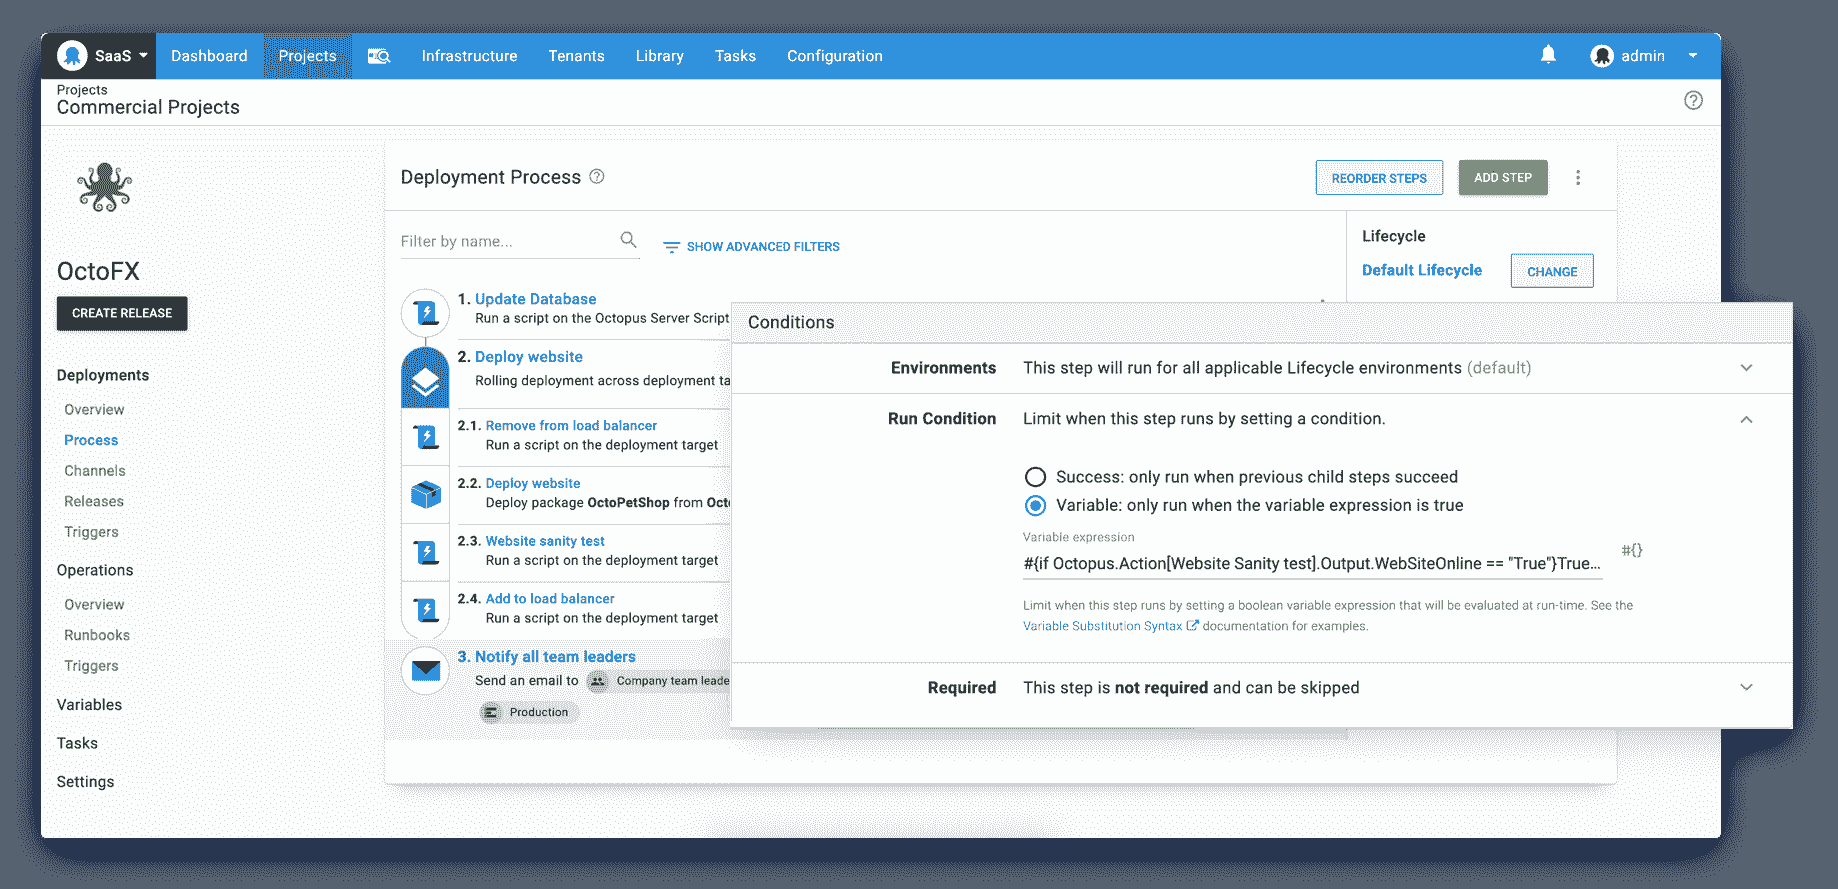 SaaS Dashboard Projects Infrastructure Tenants Library Tasks Configuration admin
Projects
Commercial Projects
OctoFX
CREATE RELEASE
Deployments
Overview
Process
Channels
Releases
Triggers
Operations
Overview
Runbooks
Triggers
Variables
Tasks
Settings
Deployment Process
REORDER STEPS
ADD STEP
Filter by name...
SHOW ADVANCED FILTERS
Lifecycle
Default Lifecycle
CHANGE
1. Update Database
Run a script on the Octopus Server Script
2. Deploy website
Rolling deployment across deployment ta
2.1. Remove from load balancer
Run a script on the deployment target
2.2. Deploy website
Deploy package OctoPetShop from Octo
2.3. Website sanity test
Run a script on the deployment target
2.4. Add to load balancer
Run a script on the deployment target
3. Notify all team leaders
Send an email to Company team leade
Production
Conditions
Environments This step will run for all applicable Lifecycle environments (default)
Run Condition Limit when this step runs by setting a condition.
Success: only run when previous child steps succeed
Variable: only run when the variable expression is true
Variable expression
#{if Octopus.Action[Website Sanity test].Output.WebSiteOnline == "True"}True...
#{}
Limit when this step runs by setting a boolean variable expression that will be evaluated at run-time. See the
Variable Substitution Syntax documentation for examples.
Required This step is not required and can be skipped